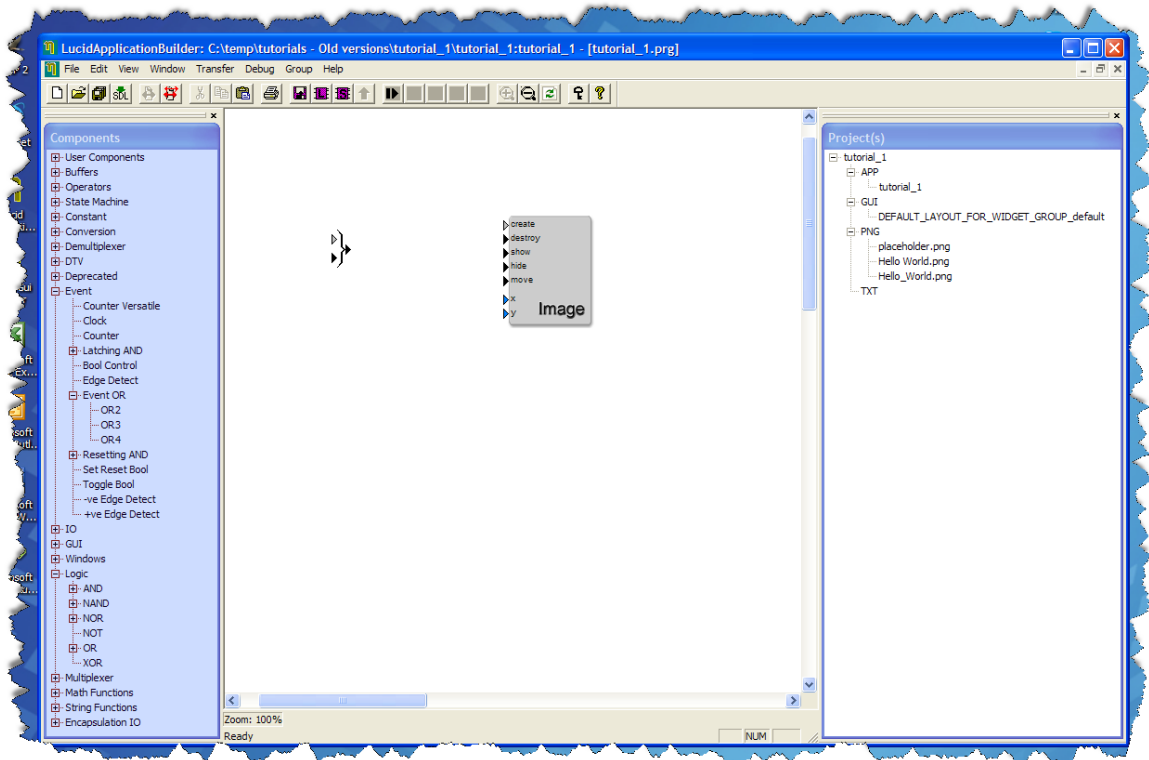 LucidApplicationBuilder: C:\temp\tutorials - Old versions\tutorial_1\tutorial_1:tutorial_1 - [tutorial_1.prg]
File Edit View Window Transfer Debug Group Help
SDL
Components
User Components
Buffers
Operators
State Machine
Constant
Conversion
Demultiplexer
DTV
Deprecated
Event
Counter Versatile
Clock
Counter
Latching AND
Bool Control
Edge Detect
Event OR
OR2
OR3
OR4
Resetting AND
Set Reset Bool
Toggle Bool
-ve Edge Detect
+ve Edge Detect
IO
GUI
Windows
Logic
AND
NAND
NOR
NOT
OR
XOR
Multiplexer
Math Functions
String Functions
Encapsulation IO
create
destroy
show
hide
move
x
y
Image
Zoom: 100%
Ready
NUM
Project(s)
tutorial_1
APP
tutorial_1
GUI
DEFAULT_LAYOUT_FOR_WIDGET_GROUP_default
PNG
placeholder.png
Hello World.png
Hello_World.png
TXT